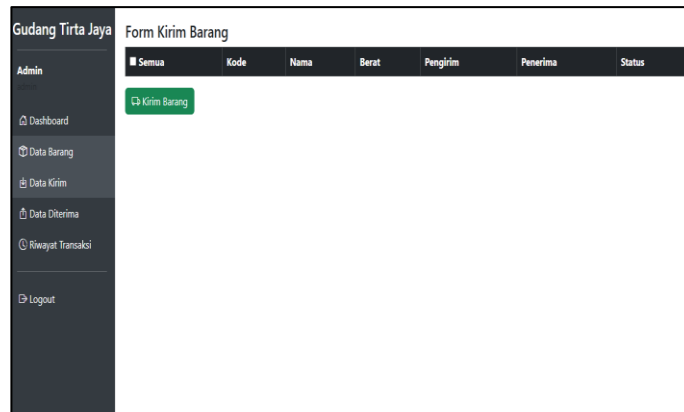 Gudang Tirta Jaya
Admin
Dashboard
Data Barang
Data Kirim
Data Diterima
Riwayat Transaksi
Logout
Form Kirim Barang
Semua Kode Nama Berat Pengirim Penerima Status
Kirim Barang